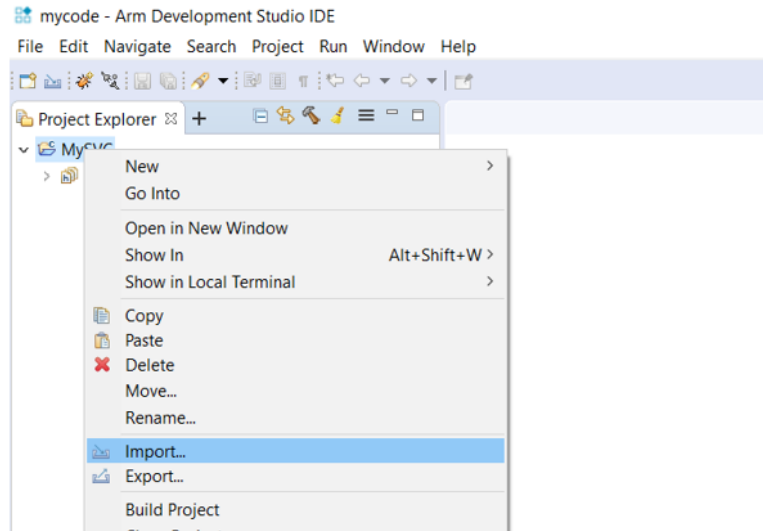 mycode - Arm Development Studio IDE
File Edit Navigate Search Project Run Window Help
Project Explorer
New
Go Into
Open in New Window
Show In Alt+Shift+W
Show in Local Terminal
Copy
Paste
Delete
Move...
Rename...
Import...
Export...
Build Project